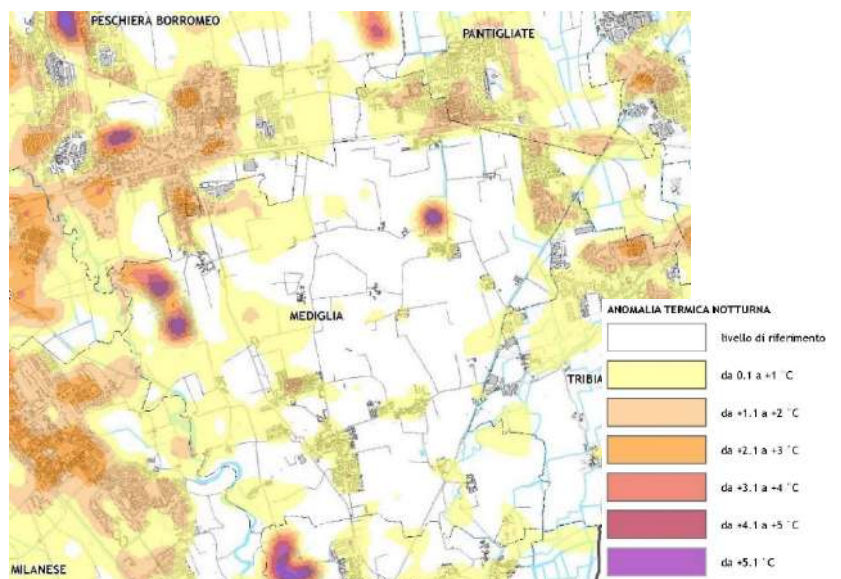 PESCHIERA BORROMEO
PANTIGLIATE
MEDIGLIA
TRIBIA
MILANESE
ANOMALIA TERMICA NOTTURNA
livello di riferimento
da 0.1 a +1 °C
da +1.1 a +2 °C
da +2.1 a +3 °C
da +3.1 a +4 °C
da +4.1 a +5 °C
da +5.1 °C